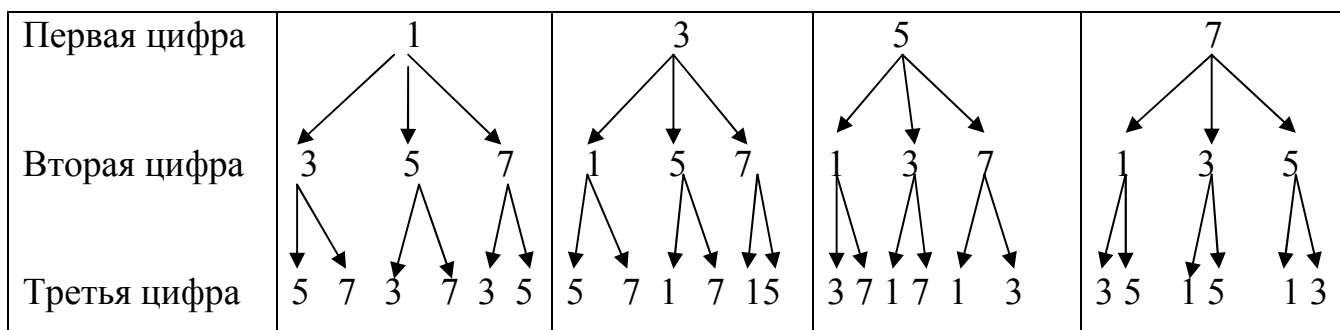 Первая цифра 1 3 5 7
Вторая цифра 3 5 7 1 5 7 1 3 7 1 3 5
Третья цифра 5 7 3 7 3 5 5 7 1 7 15 3 7 1 7 1 3 3 5 1 5 1 3